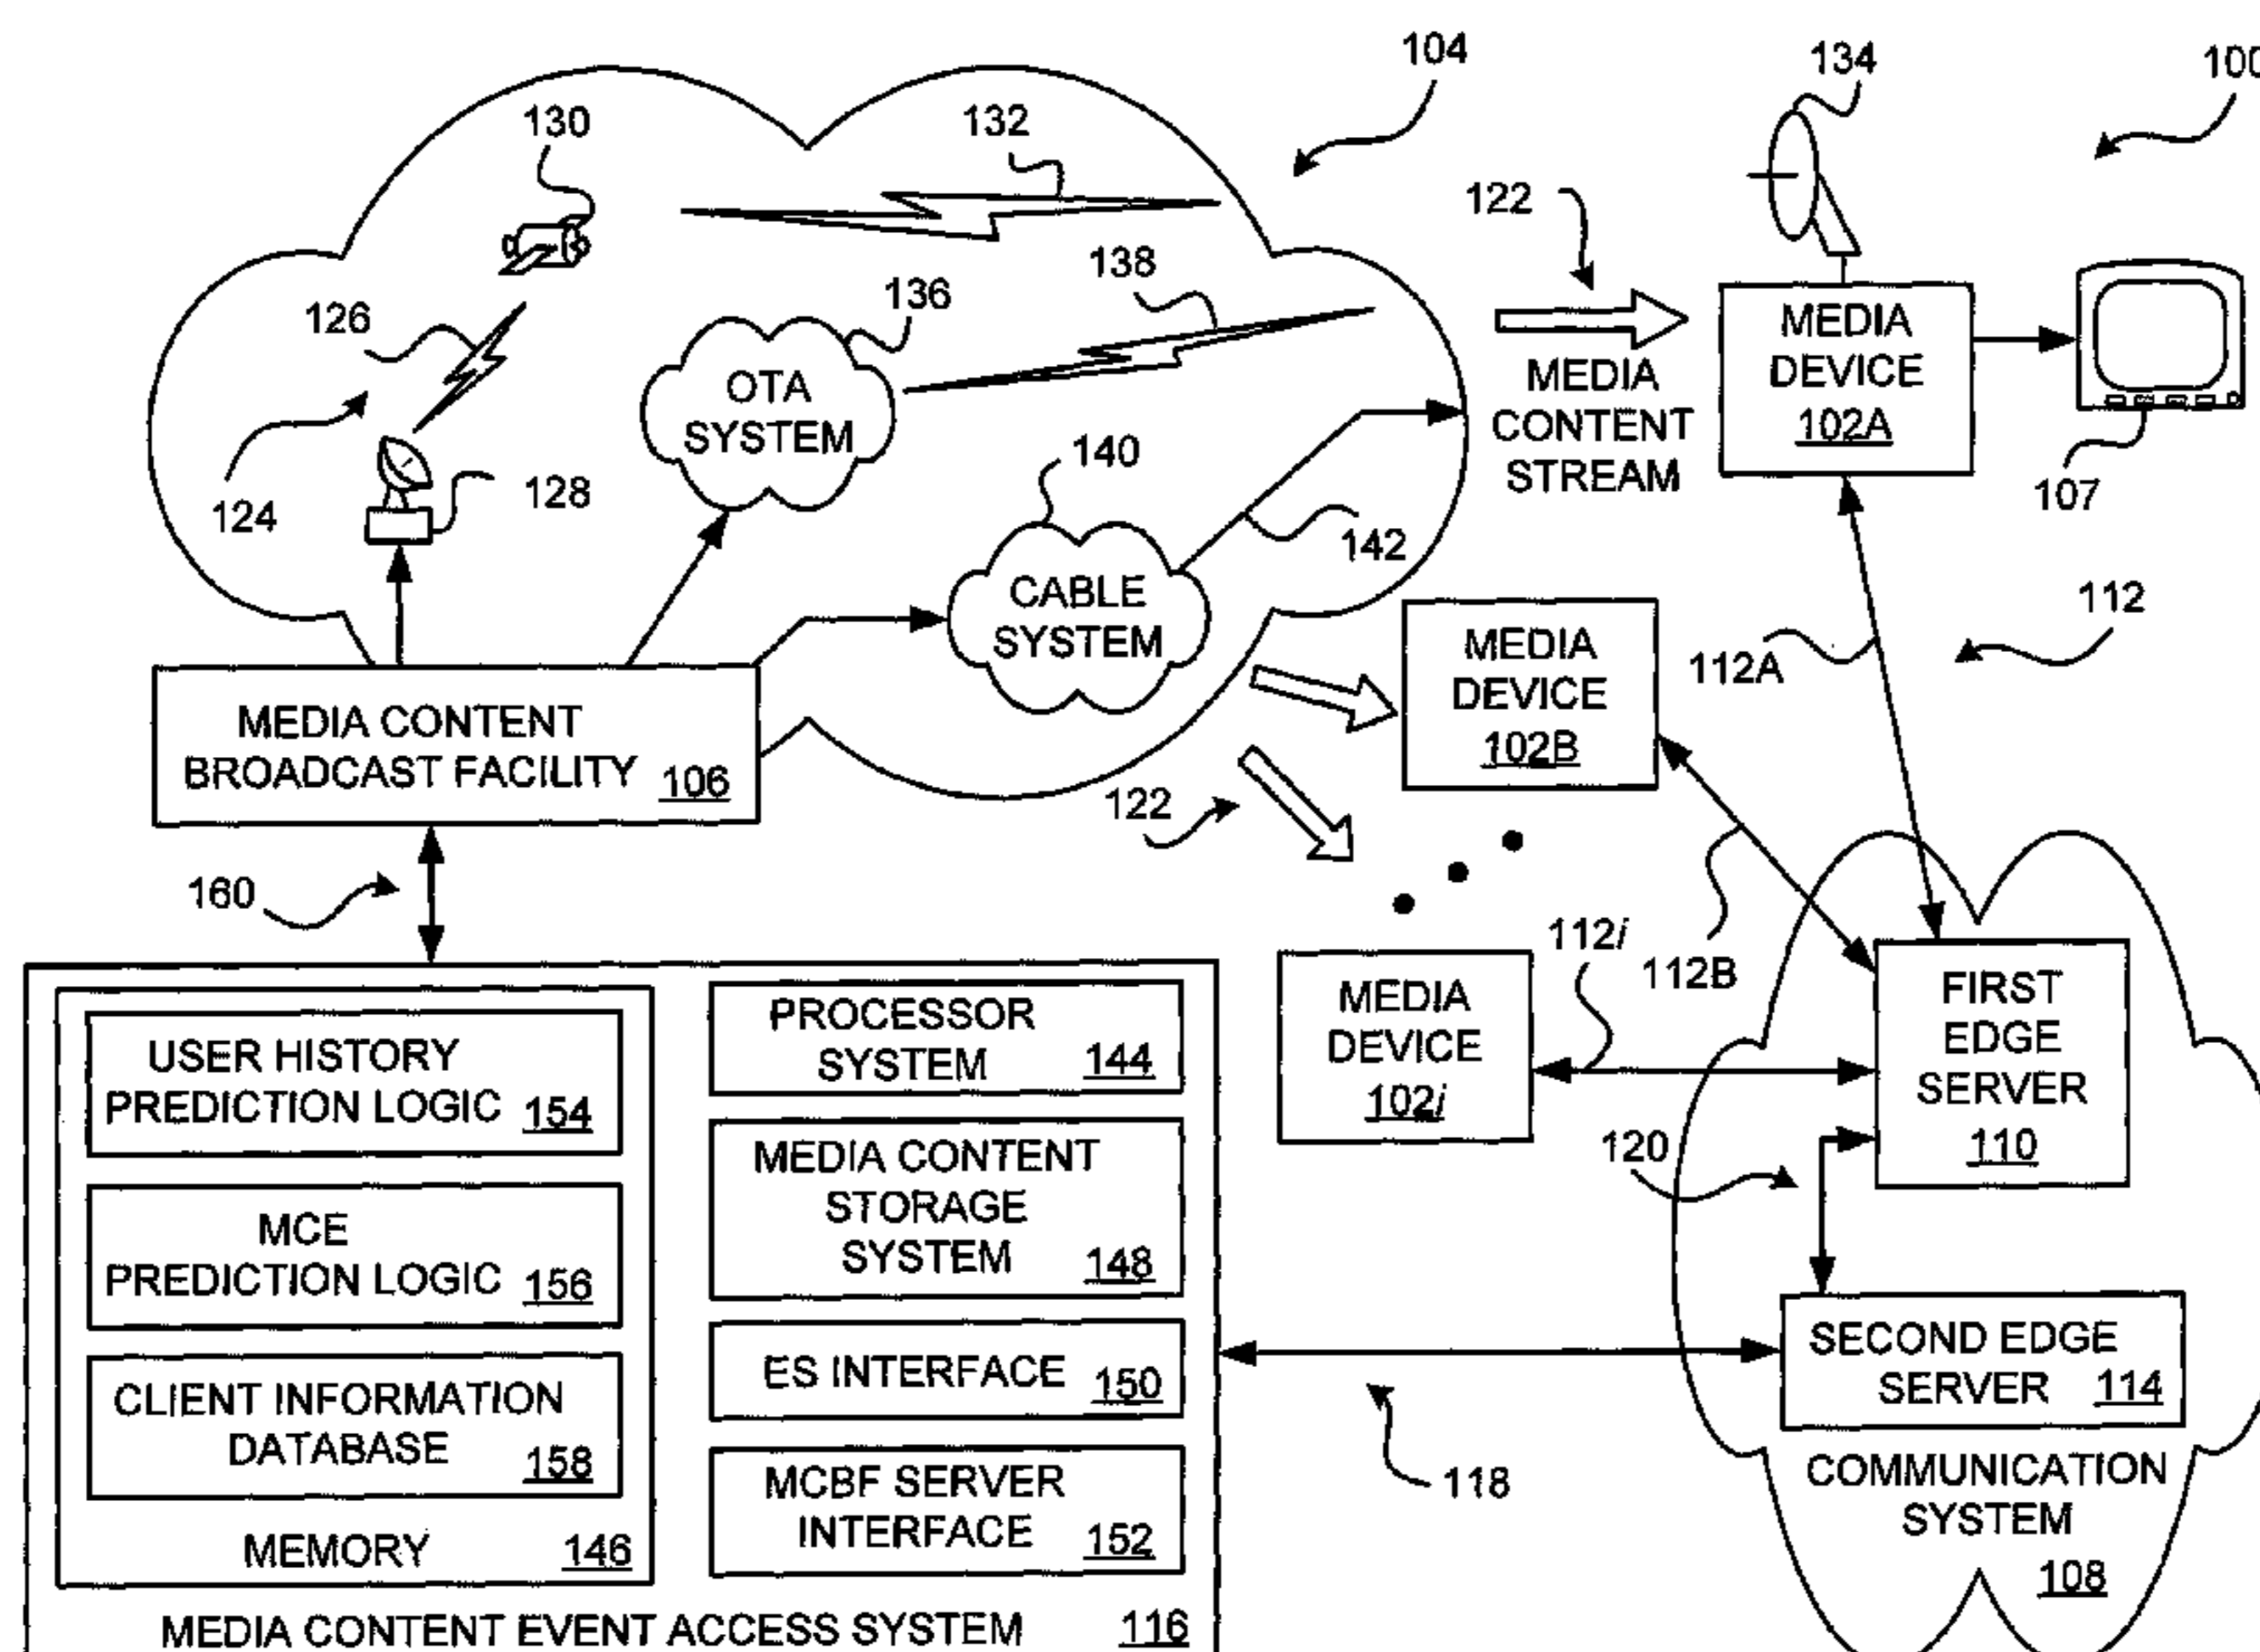 104
134
100
130
132
122
138
136
126
OTA
SYSTEM
MEDIA
CONTENT
STREAM
MEDIA
DEVICE
102A
107
124
128
140
142
CABLE
SYSTEM
112
112A
MEDIA
DEVICE
102B
MEDIA CONTENT
BROADCAST FACILITY 106
122
160
112i
112B
MEDIA
DEVICE
102i
FIRST
EDGE
SERVER
110
120
USER HISTORY
PREDICTION LOGIC 154
MCE
PREDICTION LOGIC 156
CLIENT INFORMATION
DATABASE 158
MEMORY 146
PROCESSOR
SYSTEM 144
MEDIA CONTENT
STORAGE
SYSTEM 148
ES INTERFACE 150
MCBF SERVER
INTERFACE 152
MEDIA CONTENT EVENT ACCESS SYSTEM 116
118
SECOND EDGE
SERVER 114
COMMUNICATION
SYSTEM
108